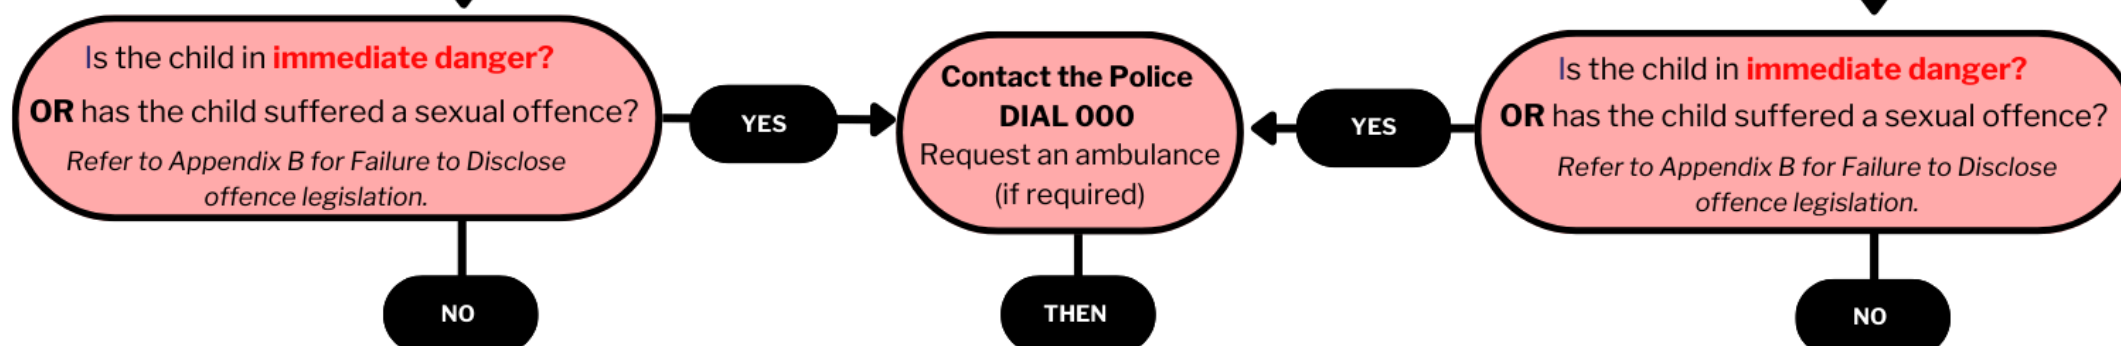 Is the child in immediate danger?
OR has the child suffered a sexual offence?
Refer to Appendix B for Failure to Disclose
offence legislation.
YES
Contact the Police
DIAL 000
Request an ambulance
(if required)
YES
Is the child in immediate danger?
OR has the child suffered a sexual offence?
Refer to Appendix B for Failure to Disclose
offence legislation.
NO
THEN
NO